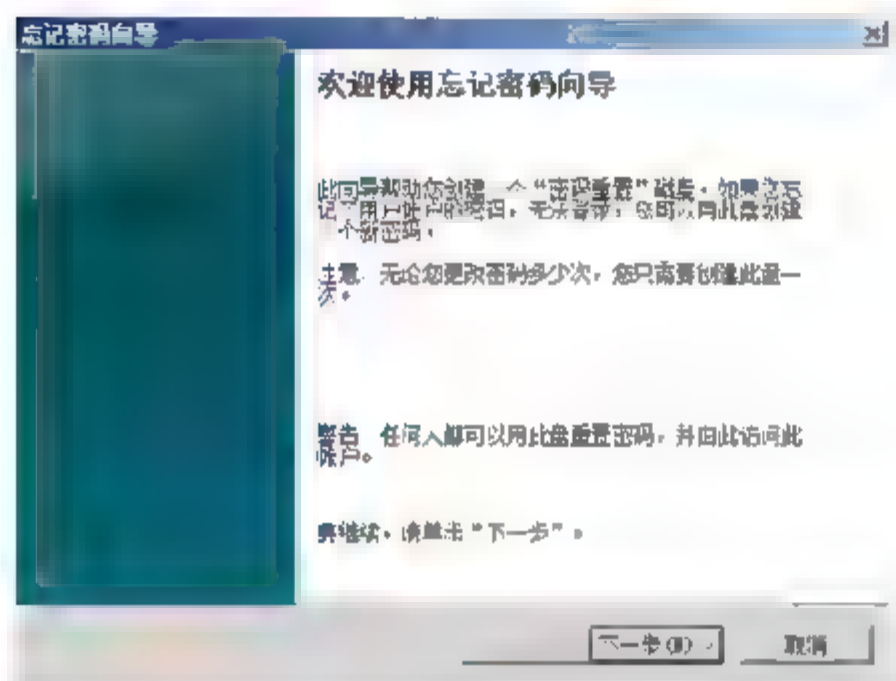 忘记密码向导
欢迎使用忘记密码向导
此向导帮助您创建一个“密码重置”磁盘。如果您忘
记了用户帐户的密码，无法登录，您可以用此盘创建
一个新密码。
注意：无论您更改密码多少次，您只需要创建此盘一
次。
警告：任何人都可以用此盘重置密码，并由此访问此
帐户。
要继续，请单击“下一步”。
下一步(N) >
取消